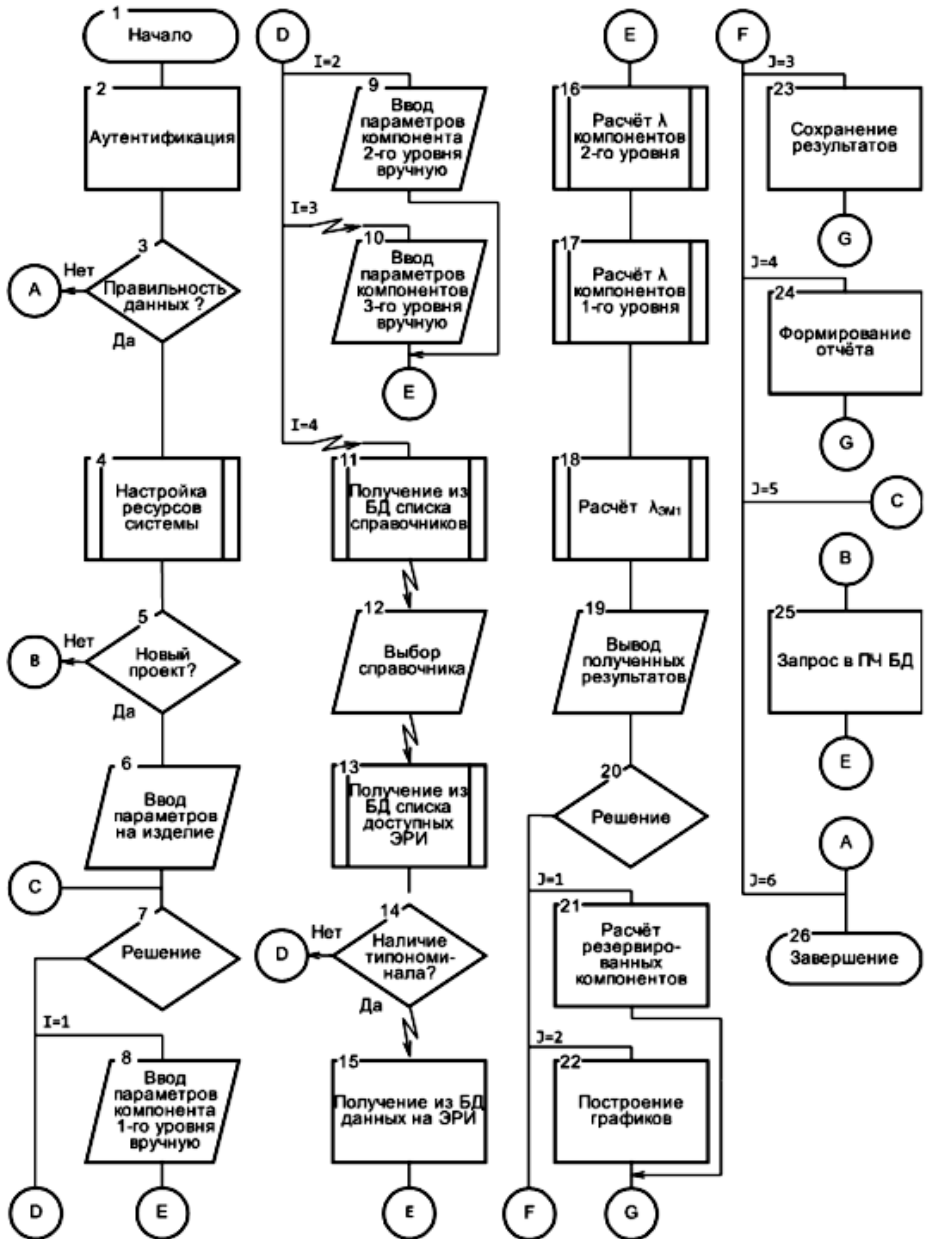 1
Начало
2
Аутентификация
3
Нет
A
Правильность
данных ?
Да
4
Настройка
ресурсов
системы
5
Нет
B
Новый
проект?
Да
6
Ввод
параметров
на изделие
C
7
Решение
I=1
8
Ввод
параметров
компонента
1-го уровня
вручную
D
E
D
I=2
9
Ввод
параметров
компонента
2-го уровня
вручную
I=3
10
Ввод
параметров
компонентов
3-го уровня
вручную
E
I=4
11
Получение из
БД списка
справочников
12
Выбор
справочника
13
Получение из
БД списка
доступных
ЭРИ
14
Нет
D
Наличие
типономи-
нала?
Да
15
Получение из БД
данных на ЭРИ
E
E
16
Расчёт λ
компонентов
2-го уровня
17
Расчёт λ
компонентов
1-го уровня
18
Расчёт λЭМ1
19
Вывод
полученных
результатов
20
Решение
J=1
21
Расчёт
резервиро-
ванных
компонентов
J=2
22
Построение
графиков
F
G
F
J=3
23
Сохранение
результатов
G
J=4
24
Формирование
отчёта
G
J=5
C
B
25
Запрос в ПЧ БД
E
A
J=6
26
Завершение